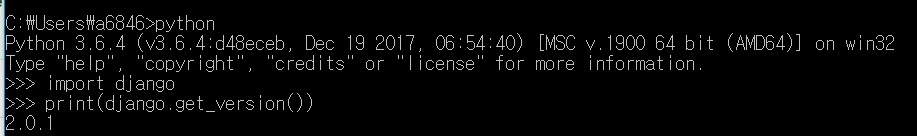 C:₩Users₩a6846>python
Python 3.6.4 (v3.6.4:d48eceb, Dec 19 2017, 06:54:40) [MSC v.1900 64 bit (AMD64)] on win32
Type "help", "copyright", "credits" or "license" for more information.
>>> import django
>>> print(django.get_version())
2.0.1